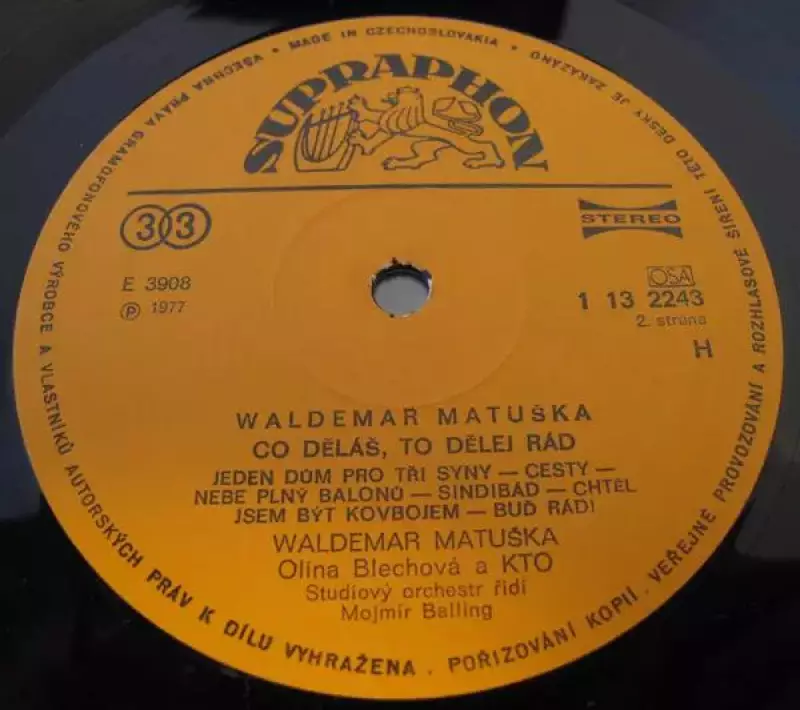 VŠECHNA PRÁVA GRAMOFONOVÉHO VÝROBCE A VLASTNÍKŮ AUTORSKÝCH PRÁV K DÍLU VYHRAŽENA . POŘIZOVÁNÍ KOPIÍ . VEŘEJNÉ PROVOZOVÁNÍ A ROZHLASOVÉ ŠÍŘENÍ TÉTO DESKY JE ZAKÁZÁNO • MADE IN CZECHOSLOVAKIA •
SUPRAPHON
33
STEREO
E 3908
OSA
1 13 2243
℗ 1977
2. strana
H
WALDEMAR MATUŠKA
CO DĚLÁŠ, TO DĚLEJ RÁD
JEDEN DŮM PRO TŘI SYNY — CESTY —
NEBE PLNÝ BALONŮ — SINDIBÁD — CHTĚL
JSEM BÝT KOVBOJEM — BUĎ RÁD!
WALDEMAR MATUŠKA
Olina Blechová a KTO
Studiový orchestr řídí
Mojmír Balling